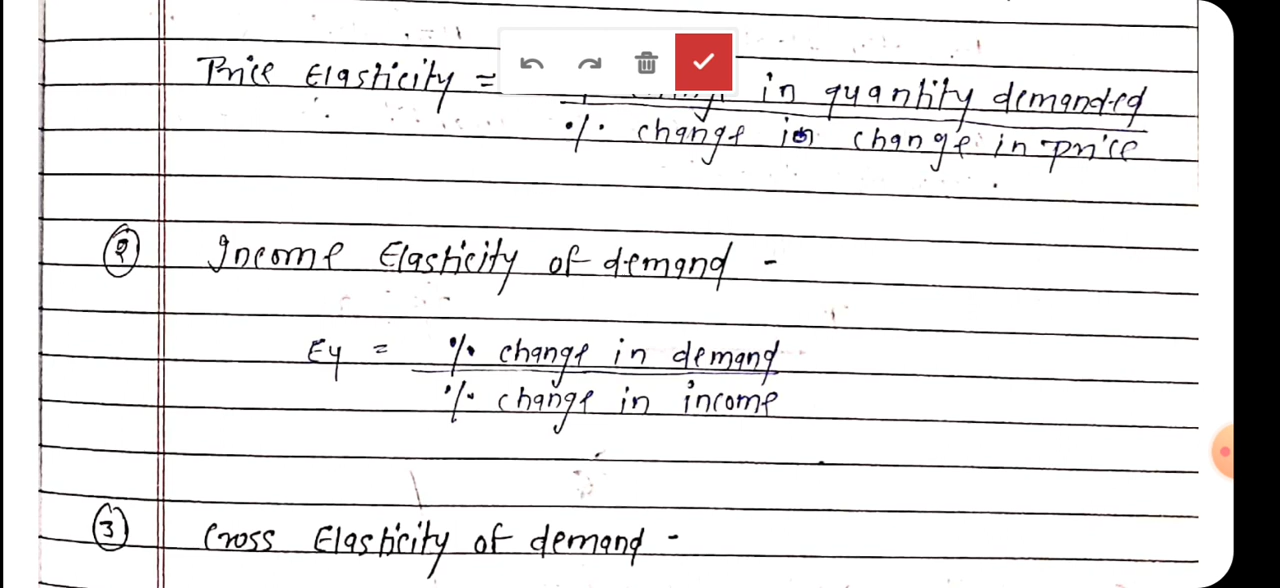 Price Elasticity = in quantity demanded
% change in change in price
② Income Elasticity of demand -
Ey = % change in demand
% change in income
③ Cross Elasticity of demand -